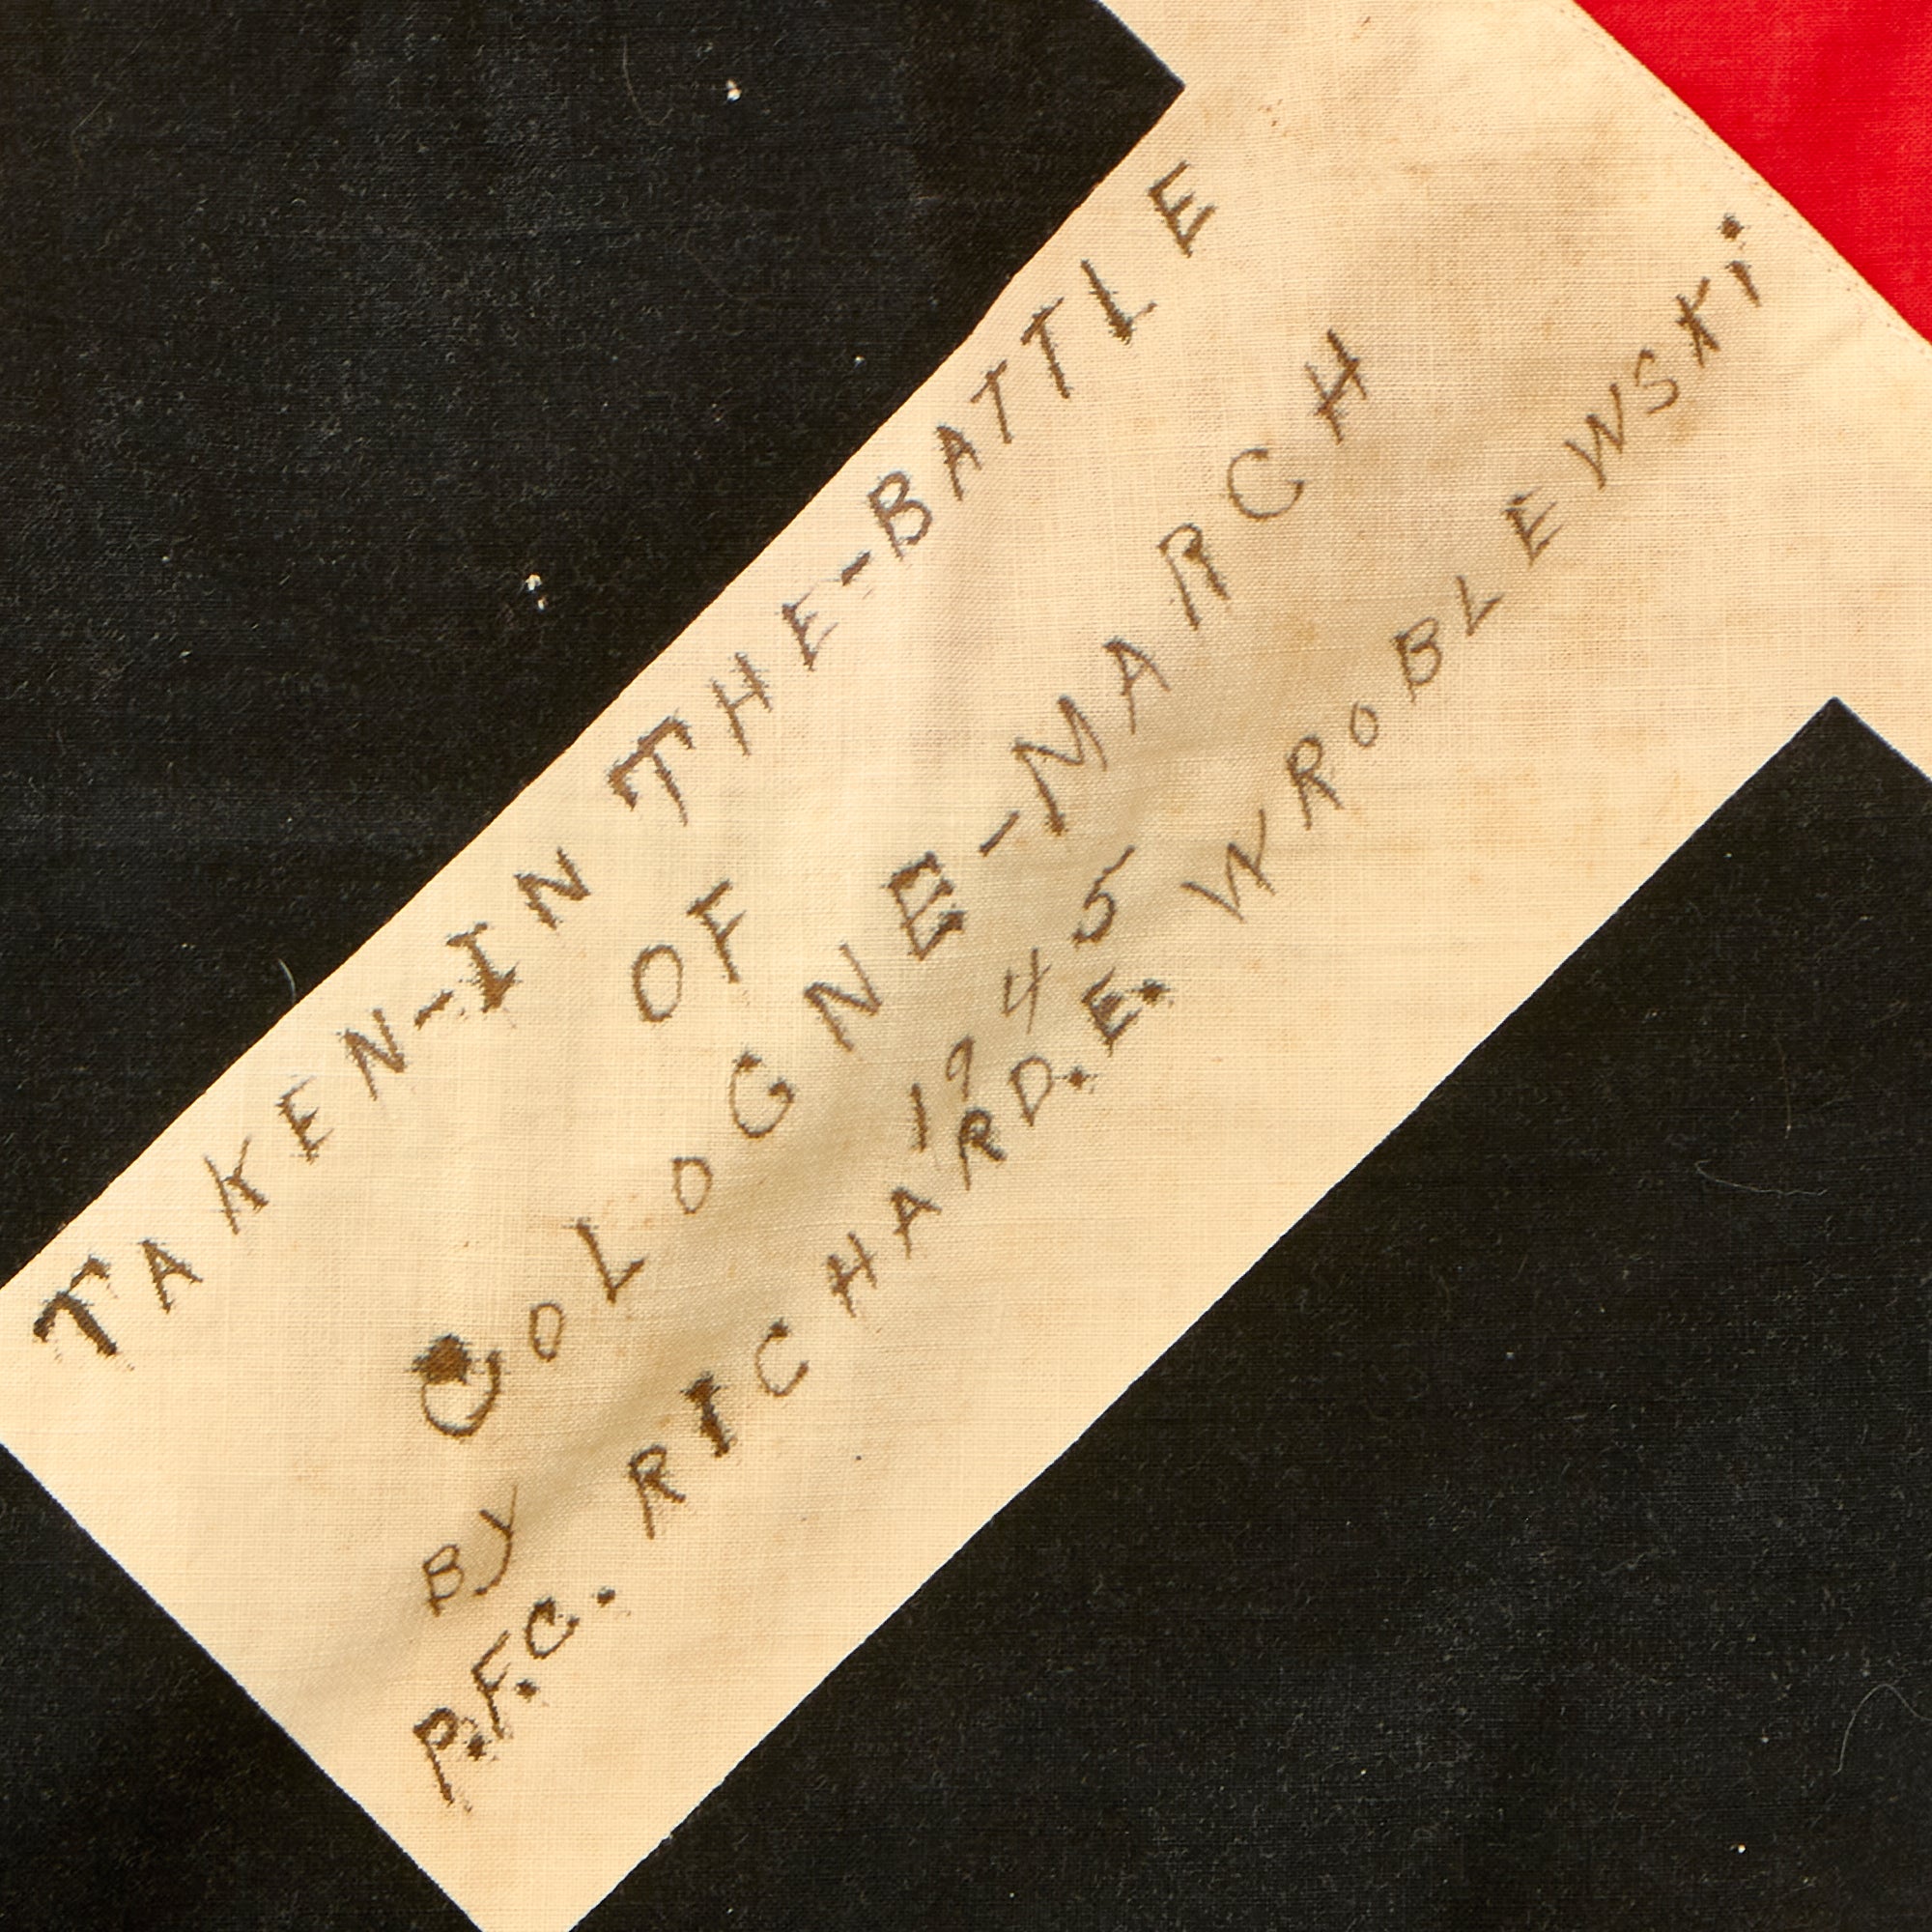 TAKEN-IN THE-BATTLE
OF
COLOGNE-MARCH
1945
BY RICHARD.E. WROBLEWSKi.
P.F.C.